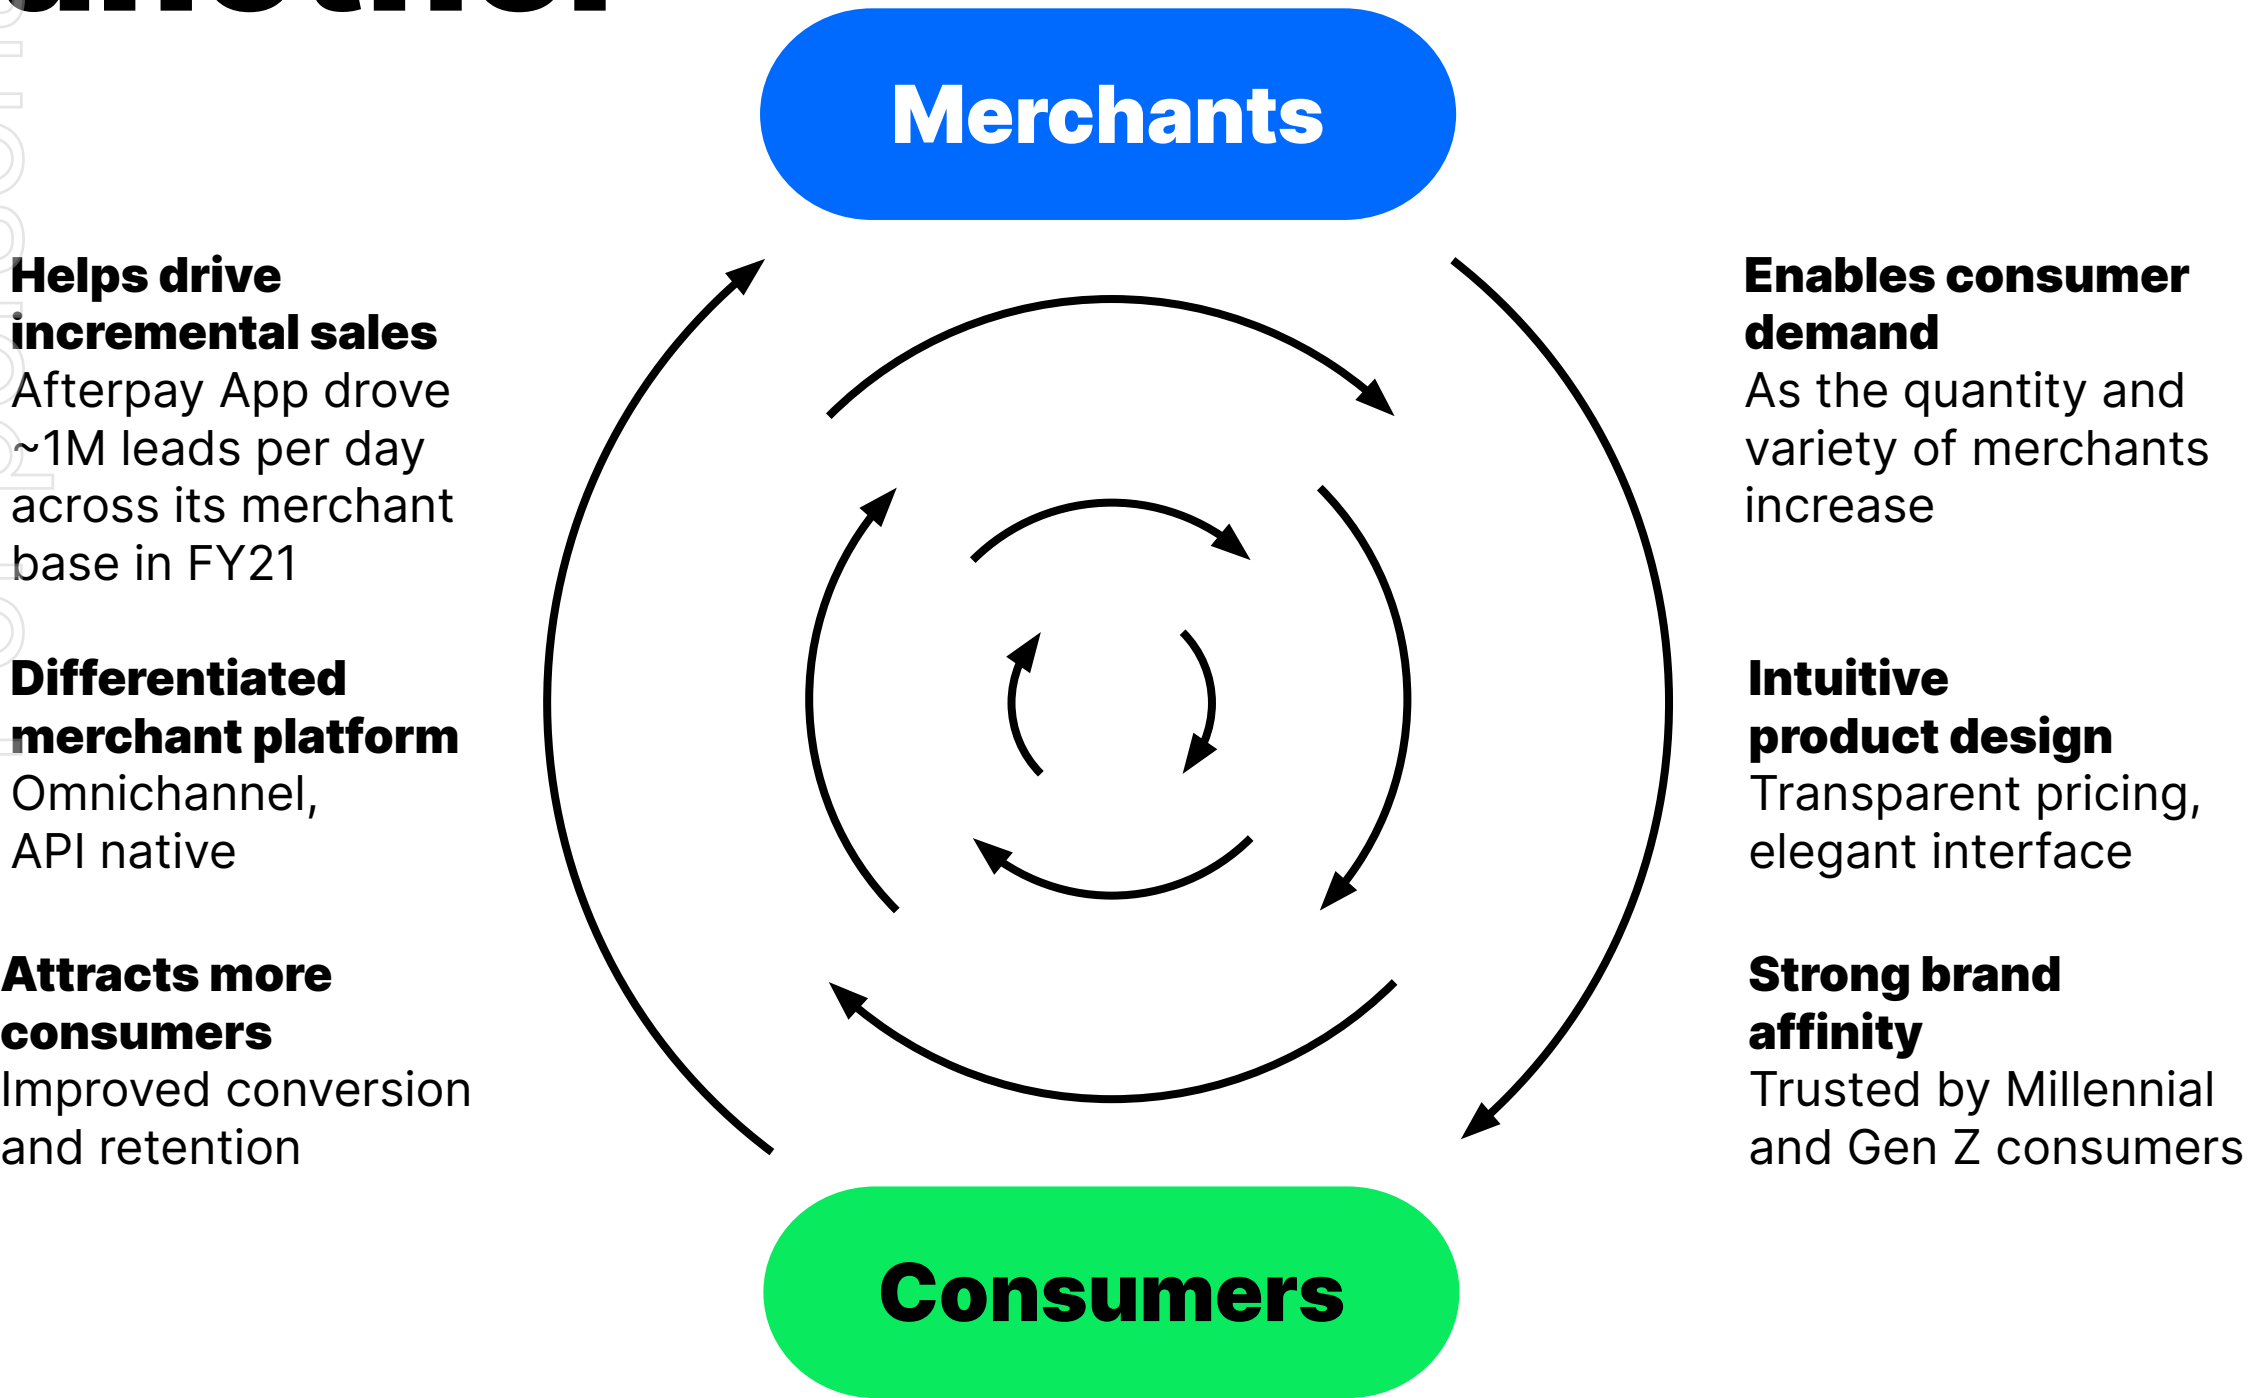 another
Merchants
Helps drive
incremental sales
Afterpay App drove
~1M leads per day
across its merchant
base in FY21
Differentiated
merchant platform
Omnichannel,
API native
Attracts more
consumers
Improved conversion
and retention
Enables consumer
demand
As the quantity and
variety of merchants
increase
Intuitive
product design
Transparent pricing,
elegant interface
Strong brand
affinity
Trusted by Millennial
and Gen Z consumers
Consumers